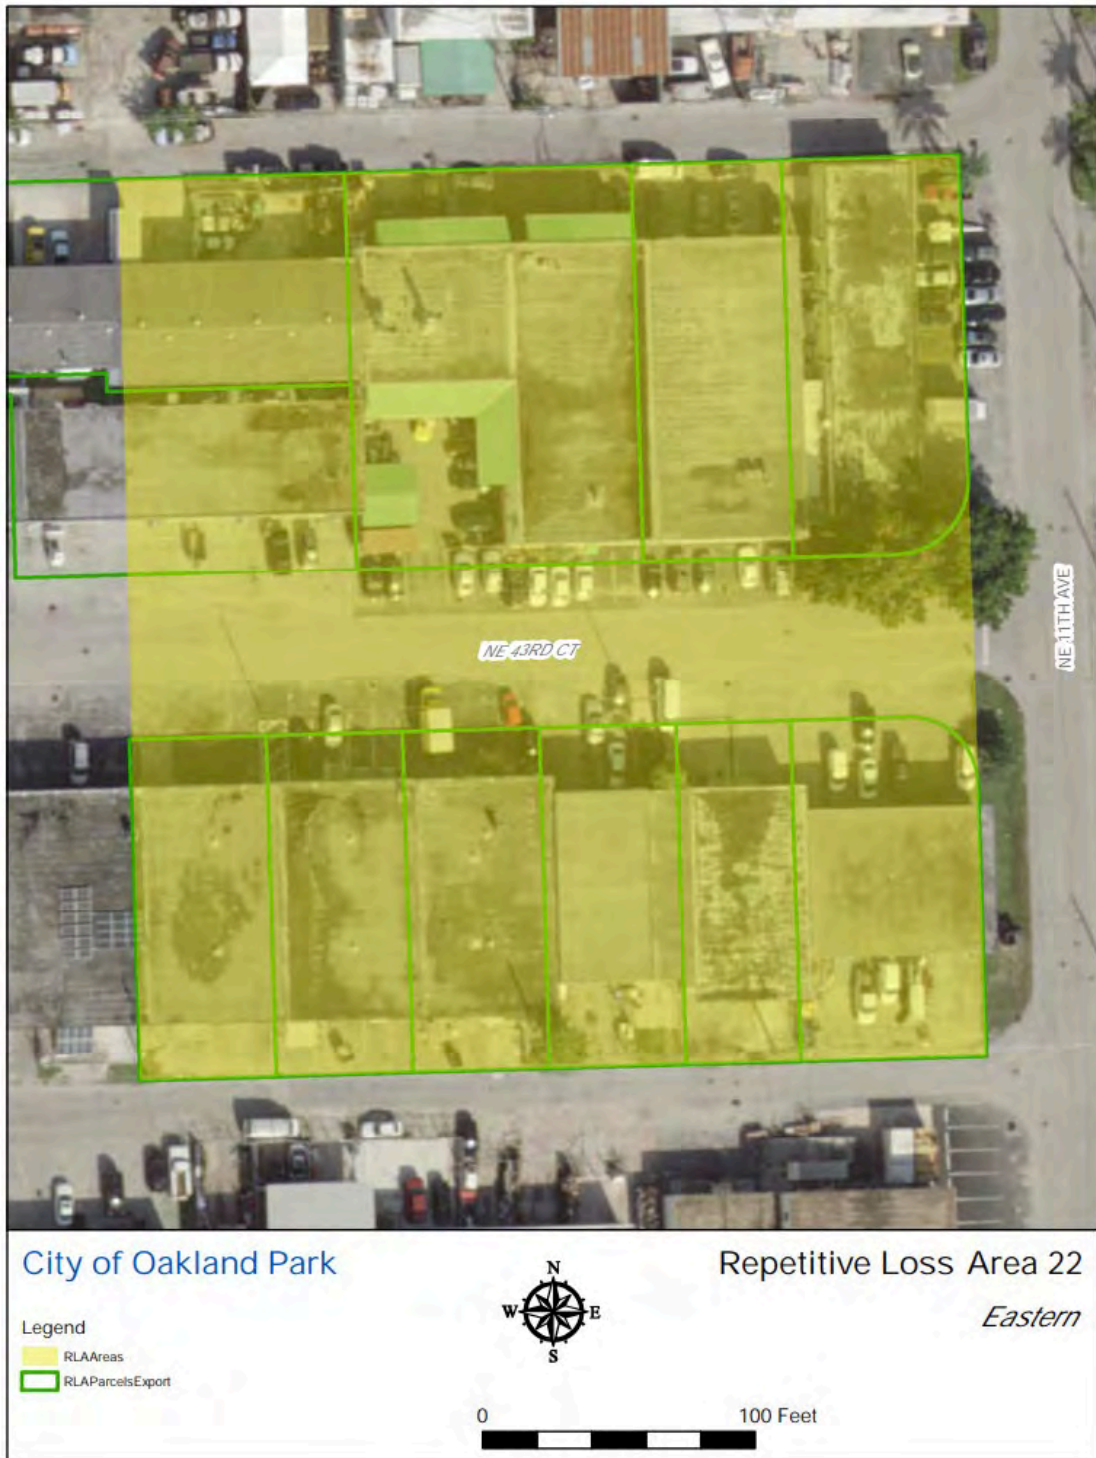 NE 43RD CT
NE 11TH AVE
City of Oakland Park
Repetitive Loss Area 22
Eastern
Legend
RLAAreas
RLAParcelsExport
N
W E
S
0 100 Feet